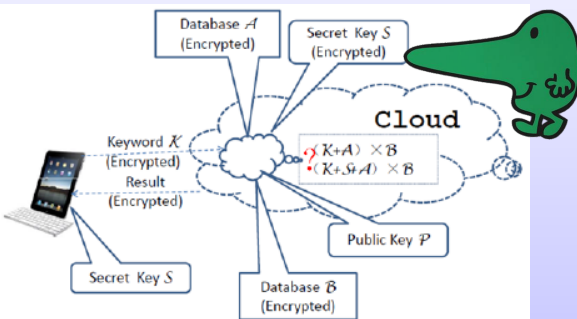 Database A
(Encrypted)
Secret Key S
(Encrypted)
Cloud
Keyword K
(Encrypted)
Result
(Encrypted)
? (K+A) ×B
(K+S+A) ×B
Public Key P
Secret Key S
Database B
(Encrypted)